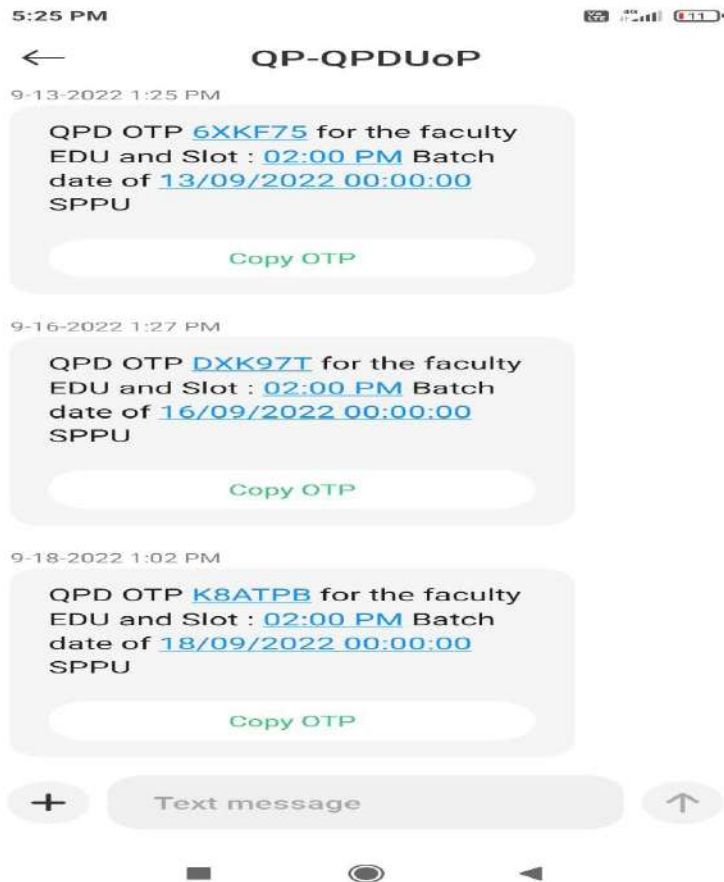 5:25 PM
4G
11
QP-QPDUoP
9-13-2022 1:25 PM
QPD OTP 6XKF75 for the faculty
EDU and Slot : 02:00 PM Batch
date of 13/09/2022 00:00:00
SPPU
Copy OTP
9-16-2022 1:27 PM
QPD OTP DXK97T for the faculty
EDU and Slot : 02:00 PM Batch
date of 16/09/2022 00:00:00
SPPU
Copy OTP
9-18-2022 1:02 PM
QPD OTP K8ATPB for the faculty
EDU and Slot : 02:00 PM Batch
date of 18/09/2022 00:00:00
SPPU
Copy OTP
Text message